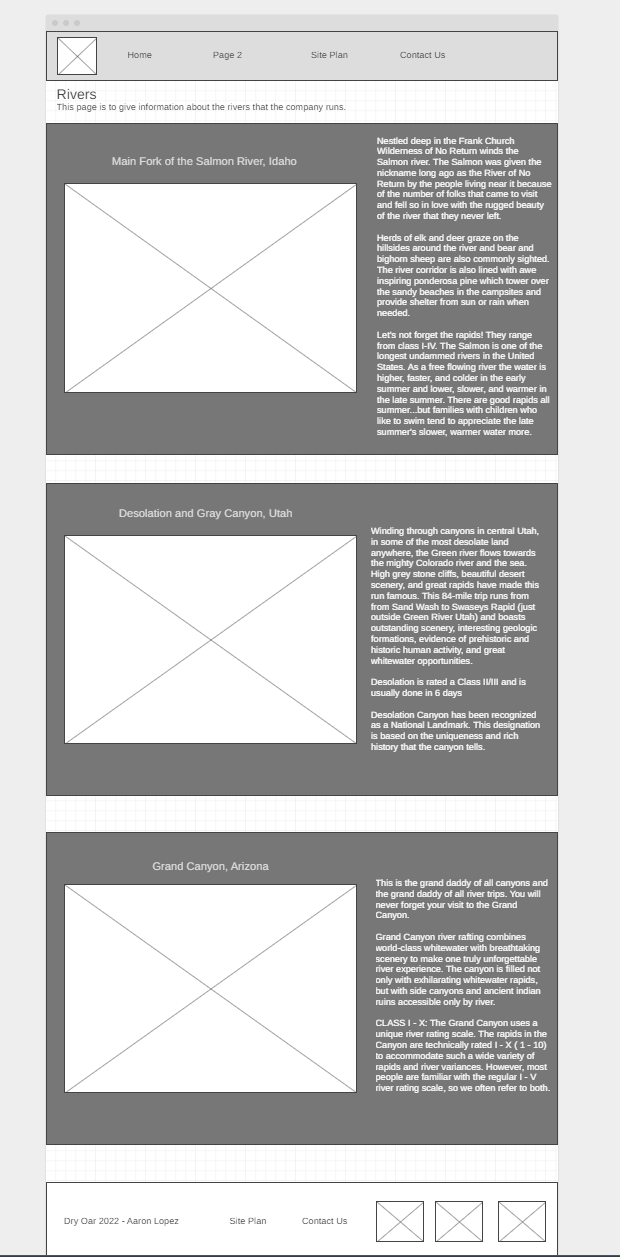 Home Page 2 Site Plan Contact Us
Rivers
This page is to give information about the rivers that the company runs.
Main Fork of the Salmon River, Idaho
Nestled deep in the Frank Church
Wilderness of No Return winds the
Salmon river. The Salmon was given the
nickname long ago as the River of No
Return by the people living near it because
of the number of folks that came to visit
and fell so in love with the rugged beauty
of the river that they never left.
Herds of elk and deer graze on the
hillsides around the river and bear and
bighorn sheep are also commonly sighted.
The river corridor is also lined with awe
inspiring ponderosa pine which tower over
the sandy beaches in the campsites and
provide shelter from sun or rain when
needed.
Let's not forget the rapids! They range
from class I-IV. The Salmon is one of the
longest undammed rivers in the United
States. As a free flowing river the water is
higher, faster, and colder in the early
summer and lower, slower, and warmer in
the late summer. There are good rapids all
summer...but families with children who
like to swim tend to appreciate the late
summer's slower, warmer water more.
Desolation and Gray Canyon, Utah
Winding through canyons in central Utah,
in some of the most desolate land
anywhere, the Green river flows towards
the mighty Colorado river and the sea.
High grey stone cliffs, beautiful desert
scenery, and great rapids have made this
run famous. This 84-mile trip runs from
from Sand Wash to Swaseys Rapid (just
outside Green River Utah) and boasts
outstanding scenery, interesting geologic
formations, evidence of prehistoric and
historic human activity, and great
whitewater opportunities.
Desolation is rated a Class II/III and is
usually done in 6 days
Desolation Canyon has been recognized
as a National Landmark. This designation
is based on the uniqueness and rich
history that the canyon tells.
Grand Canyon, Arizona
This is the grand daddy of all canyons and
the grand daddy of all river trips. You will
never forget your visit to the Grand
Canyon.
Grand Canyon river rafting combines
world-class whitewater with breathtaking
scenery to make one truly unforgettable
river experience. The canyon is filled not
only with exhilarating whitewater rapids,
but with side canyons and ancient indian
ruins accessible only by river.
CLASS I - X: The Grand Canyon uses a
unique river rating scale. The rapids in the
Canyon are technically rated I - X ( 1 - 10)
to accommodate such a wide variety of
rapids and river variances. However, most
people are familiar with the regular I - V
river rating scale, so we often refer to both.
Dry Oar 2022 - Aaron Lopez Site Plan Contact Us